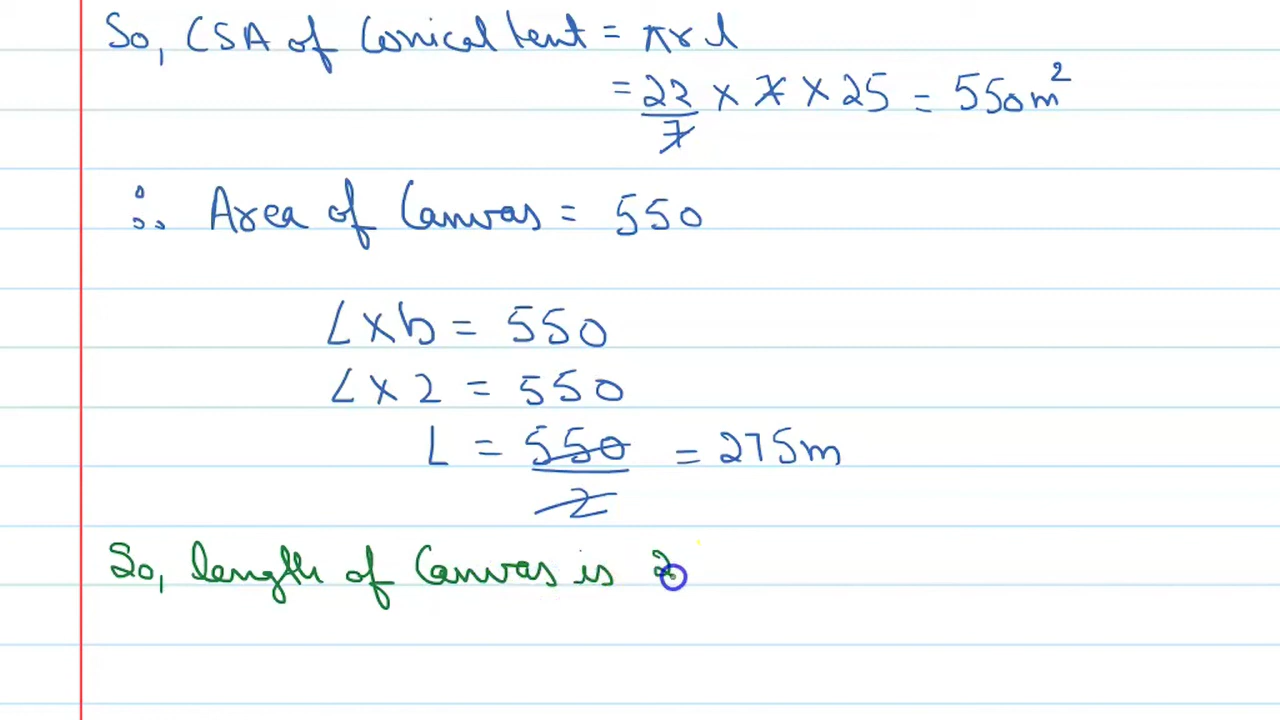 So, CSA of Conical tent = πrl
= 22/7 × 7 × 25 = 550m²
∴ Area of Canvas = 550
L×b = 550
L×2 = 550
L = 550/2 = 275m
So, length of Canvas is 2